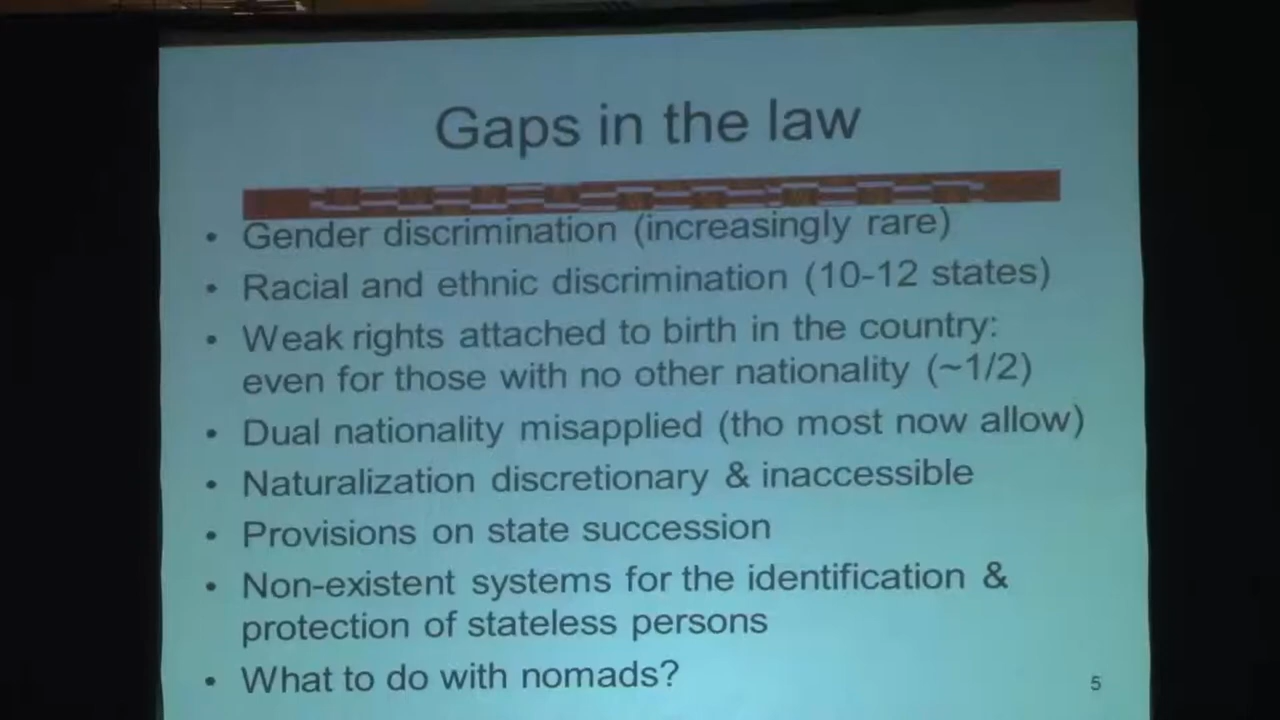 Gaps in the law
• Gender discrimination (increasingly rare)
• Racial and ethnic discrimination (10-12 states)
• Weak rights attached to birth in the country:
even for those with no other nationality (~1/2)
• Dual nationality misapplied (tho most now allow)
• Naturalization discretionary & inaccessible
• Provisions on state succession
• Non-existent systems for the identification &
protection of stateless persons
• What to do with nomads?
5